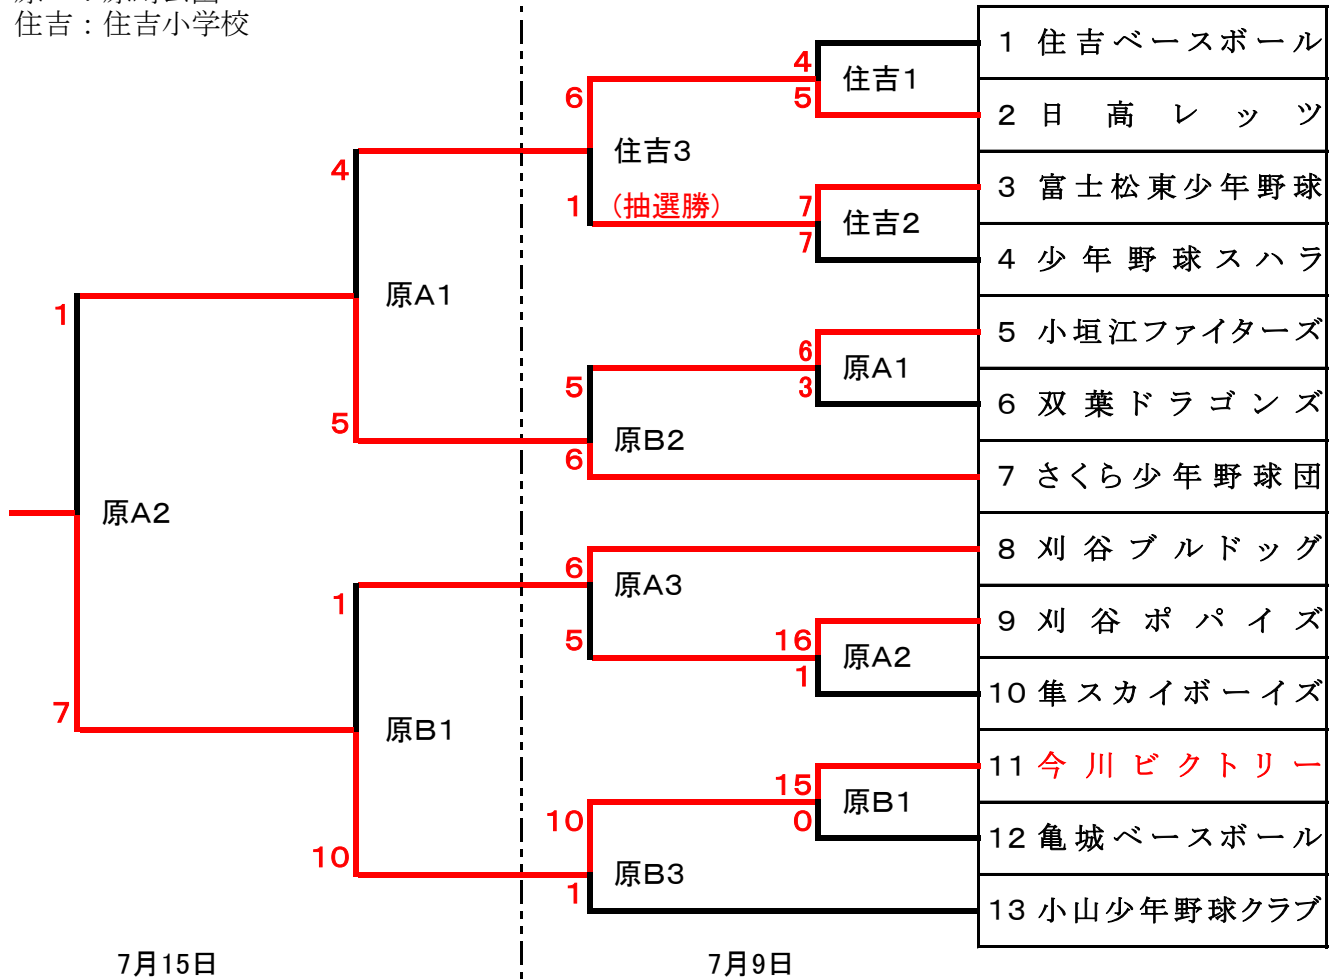 住吉：住吉小学校
1 住吉ベースボール
2 日高レッツ
3 富士松東少年野球
4 少年野球スハラ
5 小垣江ファイターズ
6 双葉ドラゴンズ
7 さくら少年野球団
8 刈谷ブルドッグ
9 刈谷ポパイズ
10 隼スカイボーイズ
11 今川ビクトリー
12 亀城ベースボール
13 小山少年野球クラブ
4
住吉1
5
6
住吉3
1
(抽選勝)
7
住吉2
7
4
原A1
5
6
原A1
3
5
原B2
6
1
原A2
7
6
原A3
5
16
原A2
1
1
原B1
10
15
原B1
0
10
原B3
1
7月15日
7月9日